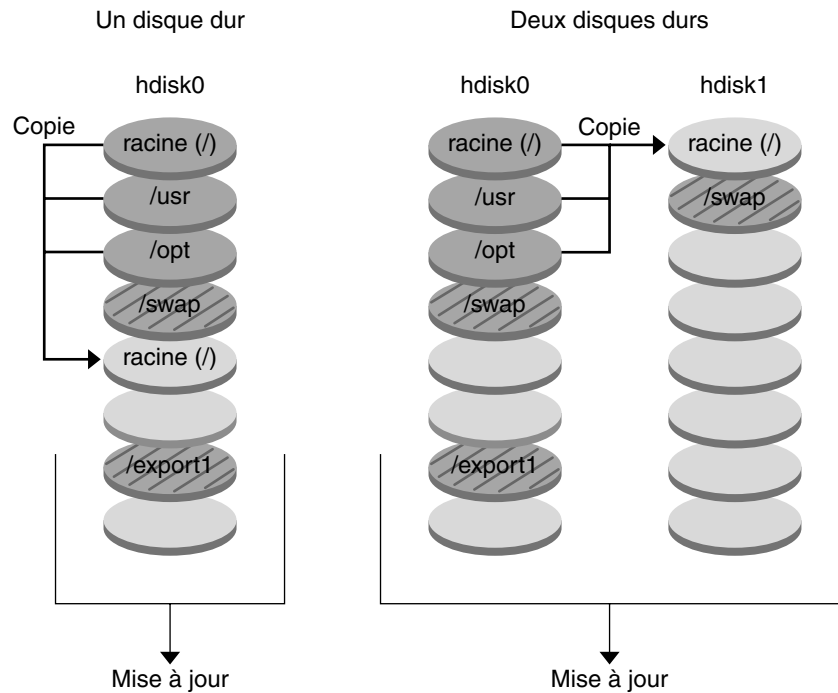 Un disque dur
hdisk0
Copie
racine (/)
/usr
/opt
/swap
racine (/)
/export1
Mise à jour
Deux disques durs
hdisk0
hdisk1
racine (/)
Copie
racine (/)
/usr
/swap
/opt
/swap
/export1
Mise à jour